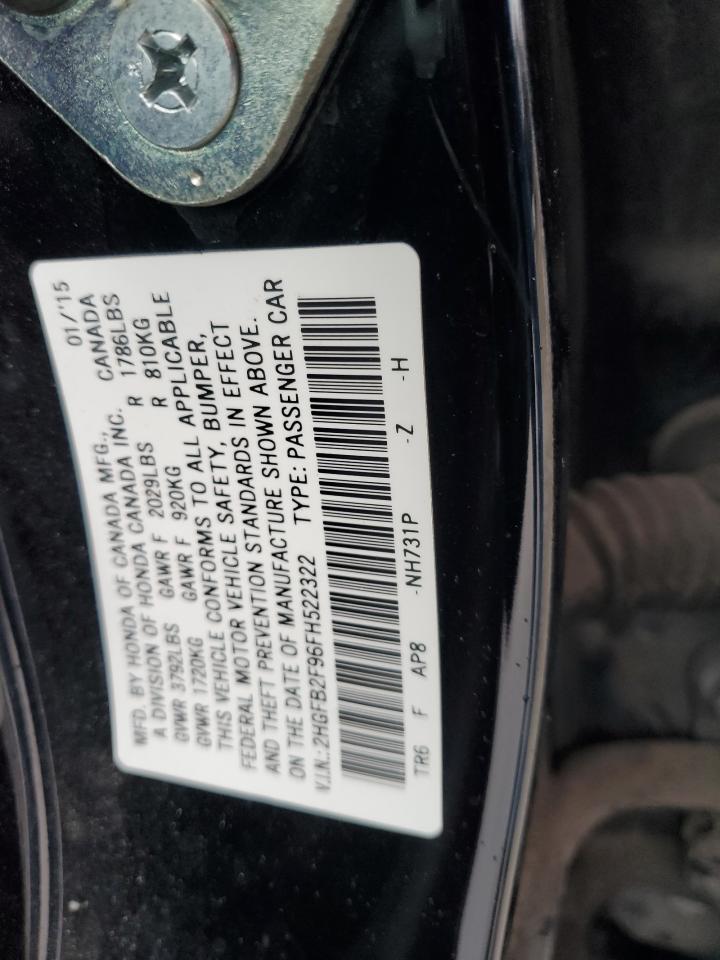 MFD. BY HONDA OF CANADA MFG., 01/'15
A DIVISION OF HONDA CANADA INC. CANADA
GVWR 3792LBS GAWR F 2029LBS R 1786LBS
GVWR 1720KG GAWR F 920KG R 810KG
THIS VEHICLE CONFORMS TO ALL APPLICABLE
FEDERAL MOTOR VEHICLE SAFETY, BUMPER,
AND THEFT PREVENTION STANDARDS IN EFFECT
ON THE DATE OF MANUFACTURE SHOWN ABOVE.
V.I.N.:2HGFB2F96FH522322 TYPE: PASSENGER CAR
TR6 F AP8 -NH731P -Z -H